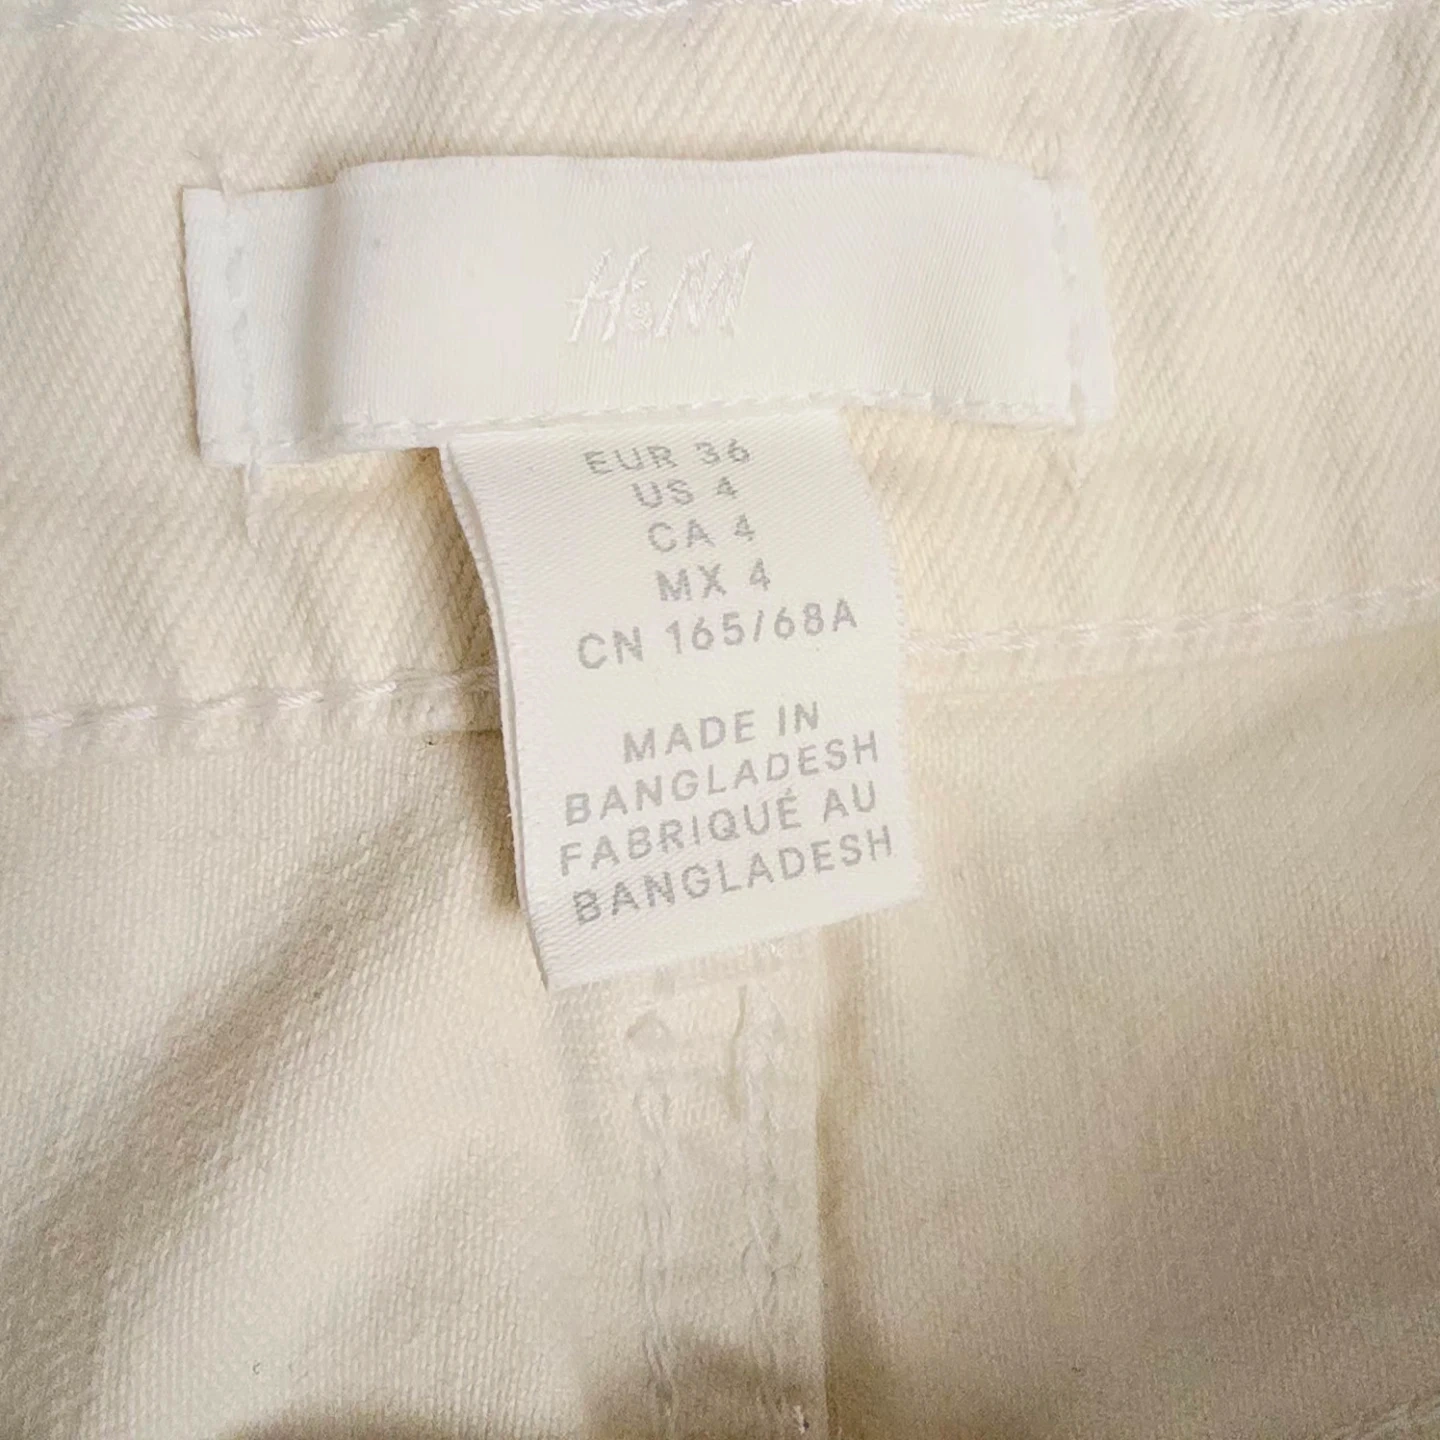 H&M
EUR 36
US 4
CA 4
MX 4
CN 165/68A
MADE IN
BANGLADESH
FABRIQUÉ AU
BANGLADESH